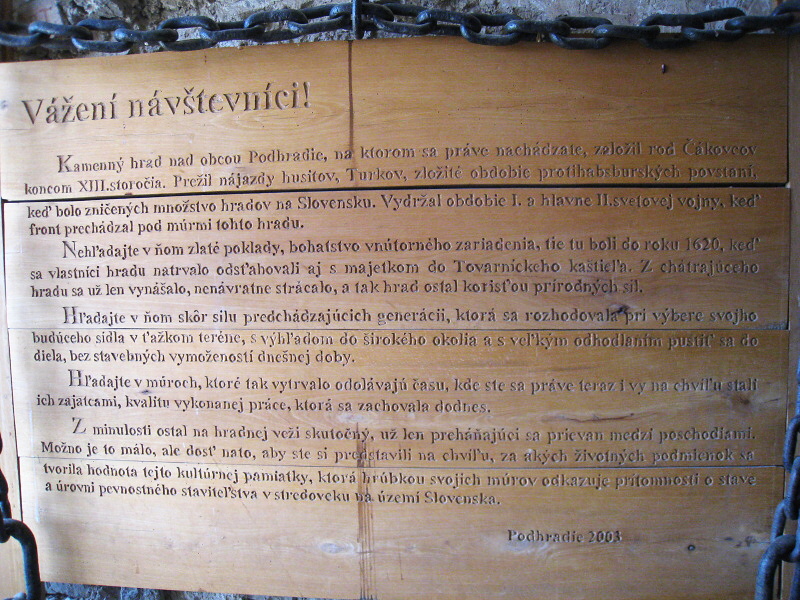 Vážení návštevníci!
Kamenný hrad nad obcou Podhradie, na ktorom sa práve nachádzate, založil rod Čákovcov
koncom XIII.storočia. Prežil nájazdy husitov, Turkov, zložité obdobie protihabsburských povstaní,
keď bolo zničených množstvo hradov na Slovensku. Vydržal obdobie I. a hlavne II.svetovej vojny, keď
front prechádzal pod múrmi tohto hradu.
Nehľadajte v ňom zlaté poklady, bohatstvo vnútorného zariadenia, tie tu boli do roku 1620, keď
sa vlastníci hradu natrvalo odsťahovali aj s majetkom do Tovarníckeho kaštieľa. Z chátrajúceho
hradu sa už len vynášalo, nenávratne strácalo, a tak hrad ostal korisťou prírodných síl.
Hľadajte v ňom skôr silu predchádzajúcich generácií, ktorá sa rozhodovala pri výbere svojho
budúceho sídla v ťažkom teréne, s výhľadom do širokého okolia a s veľkým odhodlaním pustiť sa do
diela, bez stavebných vymožeností dnešnej doby.
Hľadajte v múroch, ktoré tak vytrvalo odolávajú času, kde ste sa práve teraz i vy na chvíľu stali
ich zajatcami, kvalitu vykonanej práce, ktorá sa zachovala dodnes.
Z minulosti ostal na hradnej veži skutočný, už len preháňajúci sa prievan medzi poschodiami.
Možno je to málo, ale dosť nato, aby ste si predstavili na chvíľu, za akých životných podmienok sa
tvorila hodnota tejto kultúrnej pamiatky, ktorá hrúbkou svojich múrov odkazuje prítomnosti o stave
a úrovni pevnostného staviteľstva v stredoveku na území Slovenska.
Podhradie 2003